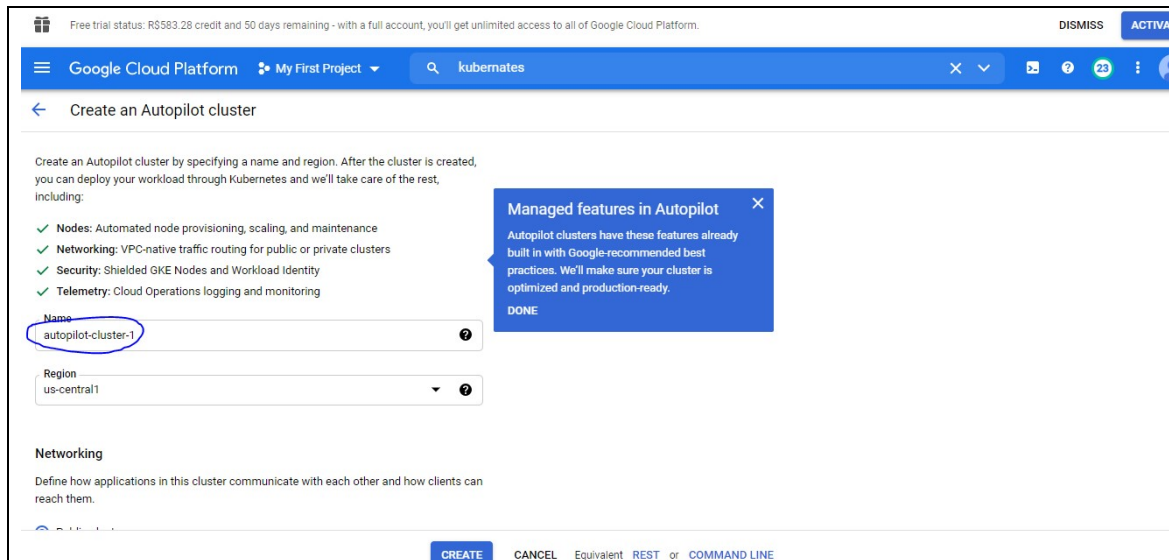 Free trial status: R$583.28 credit and 50 days remaining - with a full account, you'll get unlimited access to all of Google Cloud Platform.
DISMISS
ACTIVA
Google Cloud Platform
My First Project
kubernates
23
Create an Autopilot cluster
Create an Autopilot cluster by specifying a name and region. After the cluster is created,
you can deploy your workload through Kubernetes and we'll take care of the rest,
including:
Nodes: Automated node provisioning, scaling, and maintenance
Networking: VPC-native traffic routing for public or private clusters
Security: Shielded GKE Nodes and Workload Identity
Telemetry: Cloud Operations logging and monitoring
Managed features in Autopilot
Autopilot clusters have these features already
built in with Google-recommended best
practices. We'll make sure your cluster is
optimized and production-ready.
DONE
Name
autopilot-cluster-1
Region
us-central1
Networking
Define how applications in this cluster communicate with each other and how clients can
reach them.
CREATE CANCEL Equivalent REST or COMMAND LINE